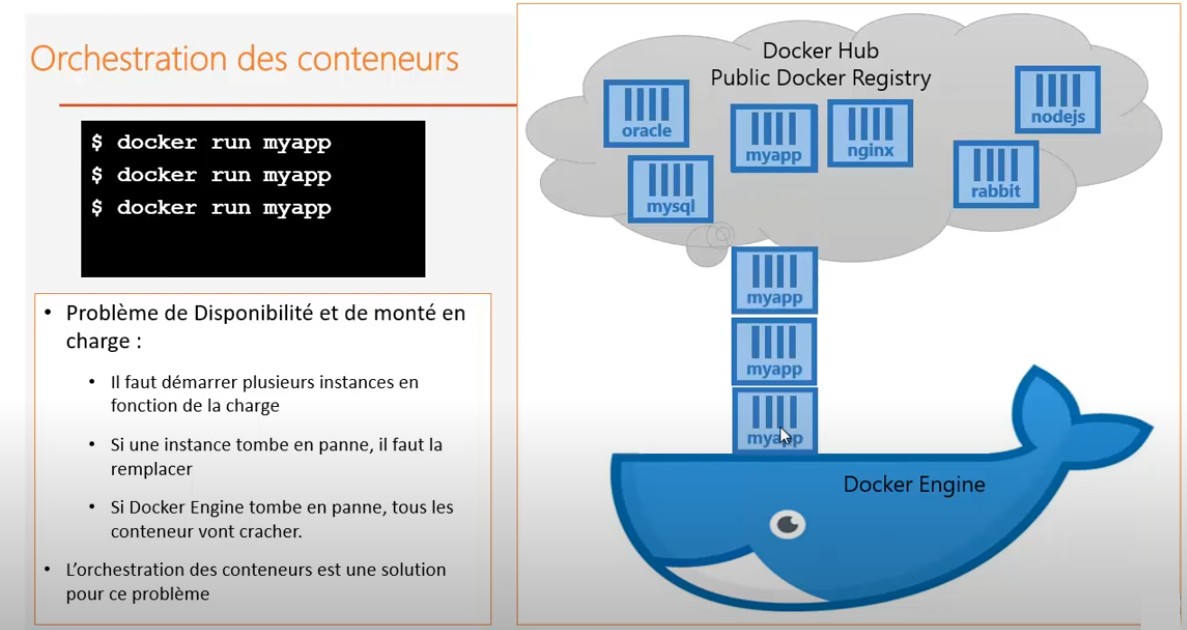 Orchestration des conteneurs
$ docker run myapp
$ docker run myapp
$ docker run myapp
• Problème de Disponibilité et de monté en
charge :
• Il faut démarrer plusieurs instances en
fonction de la charge
• Si une instance tombe en panne, il faut la
remplacer
• Si Docker Engine tombe en panne, tous les
conteneur vont cracher.
• L’orchestration des conteneurs est une solution
pour ce problème
Docker Hub
Public Docker Registry
oracle
myapp
nginx
nodejs
mysql
rabbit
myapp
myapp
myapp
Docker Engine